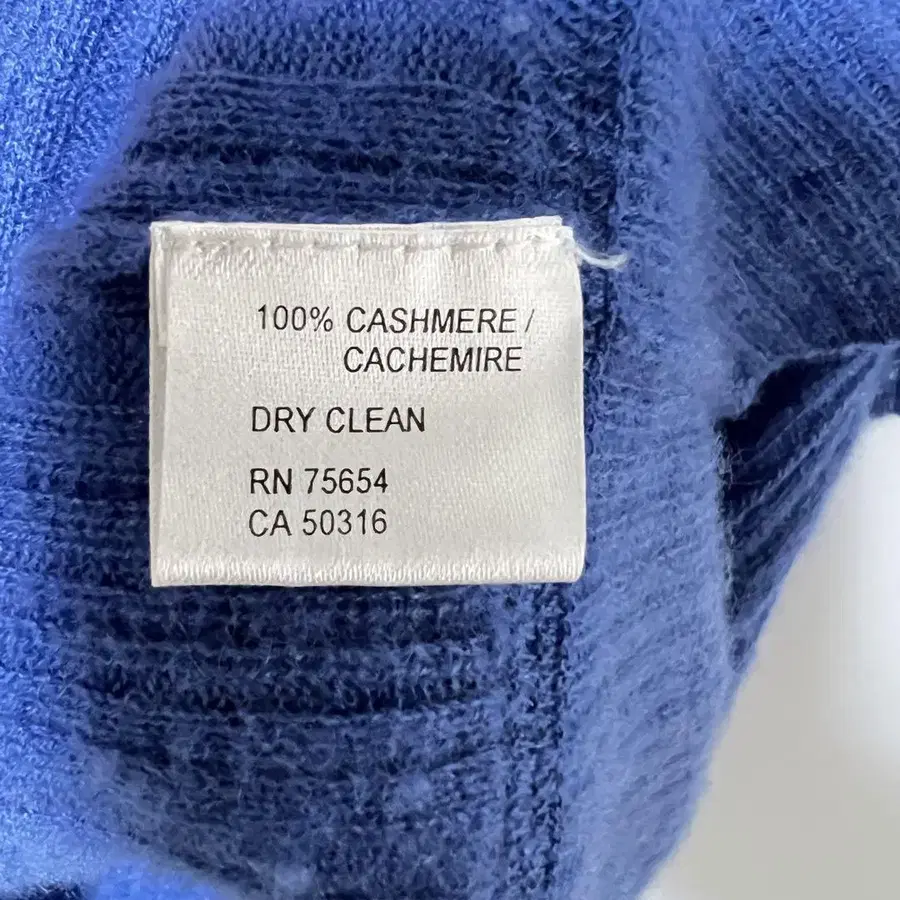 100% CASHMERE /
CACHEMIRE
DRY CLEAN
RN 75654
CA 50316